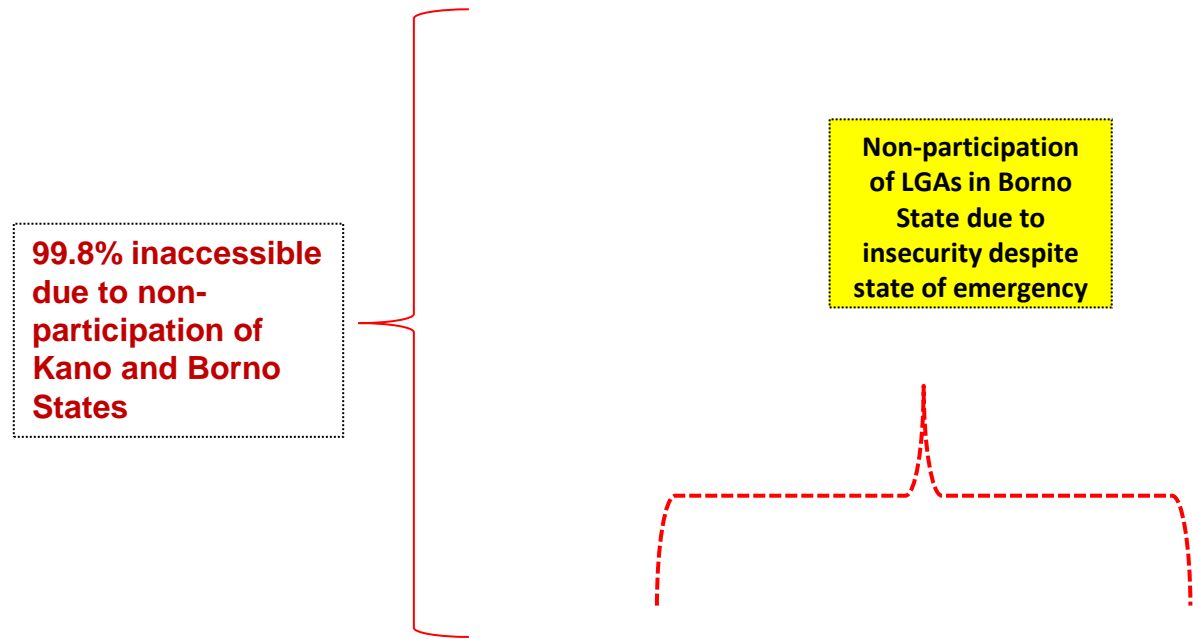 99.8% inaccessible
due to non-
participation of
Kano and Borno
States
Non-participation
of LGAs in Borno
State due to
insecurity despite
state of emergency